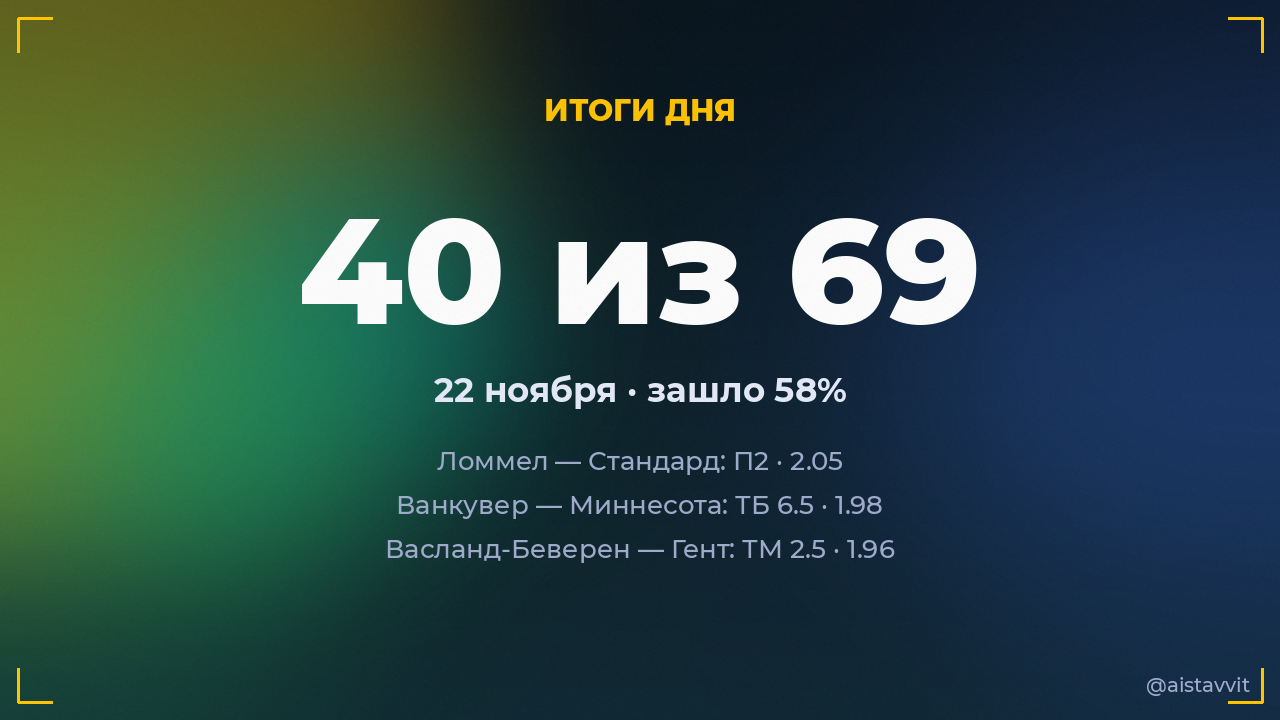 ИТОГИ ДНЯ
40 из 69
22 ноября · зашло 58%
Ломмел — Стандард: П2 · 2.05
Ванкувер — Миннесота: ТБ 6.5 · 1.98
Васланд-Беверен — Гент: ТМ 2.5 · 1.96
@aistavvit